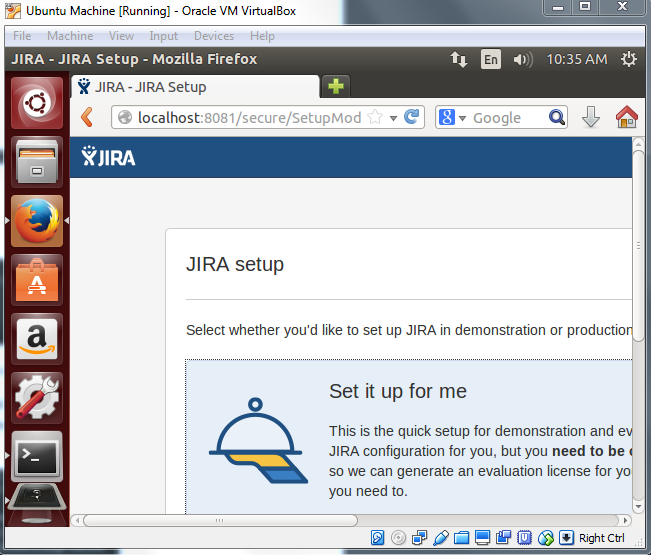 Ubuntu Machine [Running] - Oracle VM VirtualBox
File Machine View Input Devices Help
JIRA - JIRA Setup - Mozilla Firefox En 10:35 AM
JIRA - JIRA Setup
localhost:8081/secure/SetupMod Google
JIRA
JIRA setup
Select whether you'd like to set up JIRA in demonstration or production
Set it up for me
This is the quick setup for demonstration and ev
JIRA configuration for you, but you need to be
so we can generate an evaluation license for yo
you need to.
Right Ctrl